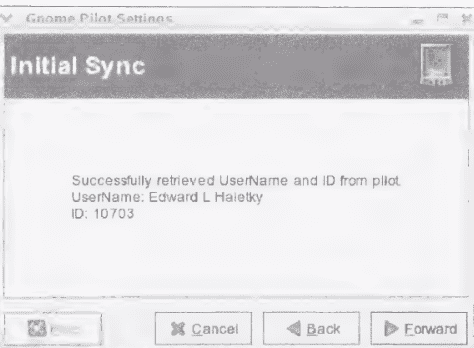 Gnome Pilot Settings
Initial Sync
Successfully retrieved UserName and ID from pilot.
UserName: Edward L Haletky
ID: 10703
Cancel
Back
Forward